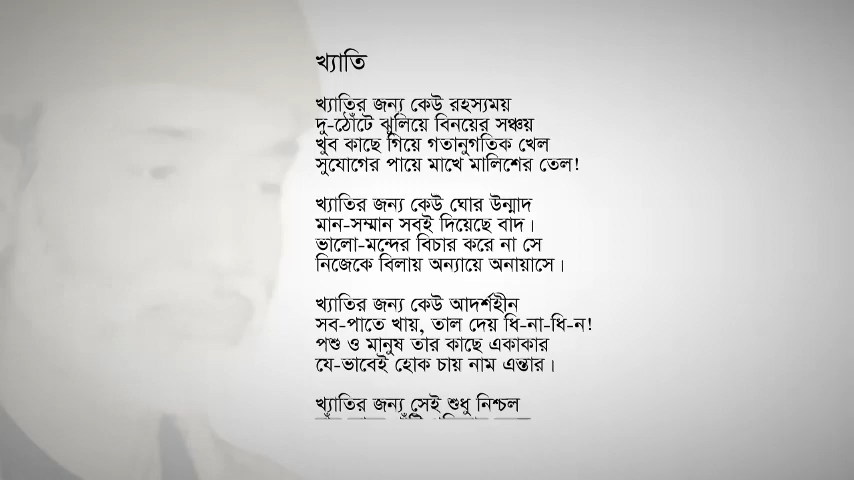 খ্যাতি
খ্যাতির জন্য কেউ রহস্যময়
দু-ঠোঁটে ঝুলিয়ে বিনয়ের সঞ্চয়
খুব কাছে গিয়ে গতানুগতিক খেল
সুযোগের পায়ে মাখে মালিশের তেল!
খ্যাতির জন্য কেউ ঘোর উন্মাদ
মান-সম্মান সবই দিয়েছে বাদ।
ভালো-মন্দের বিচার করে না সে
নিজেকে বিলায় অন্যায়ে অনায়াসে।
খ্যাতির জন্য কেউ আদর্শহীন
সব-পাতে খায়, তাল দেয় ধি-না-ধি-ন!
পশু ও মানুষ তার কাছে একাকার
যে-ভাবেই হোক চায় নাম এন্তার।
খ্যাতির জন্য সেই শুধু নিশ্চল